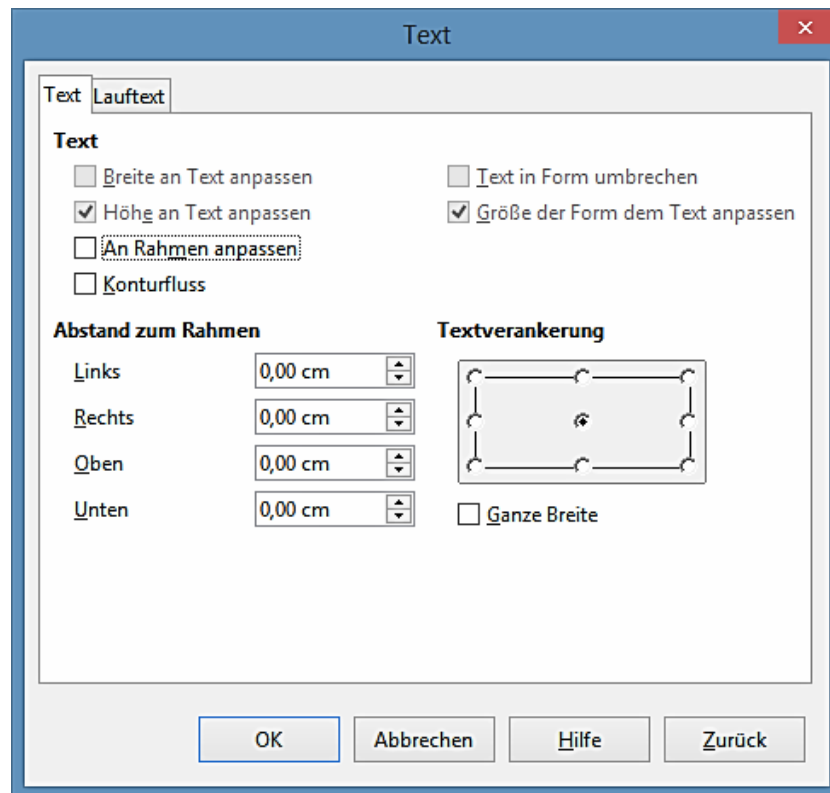 Text
Text Lauftext
Text
Breite an Text anpassen
Text in Form umbrechen
Höhe an Text anpassen
Größe der Form dem Text anpassen
An Rahmen anpassen
Konturfluss
Abstand zum Rahmen
Textverankerung
Links 0,00 cm
Rechts 0,00 cm
Oben 0,00 cm
Unten 0,00 cm
Ganze Breite
OK Abbrechen Hilfe Zurück